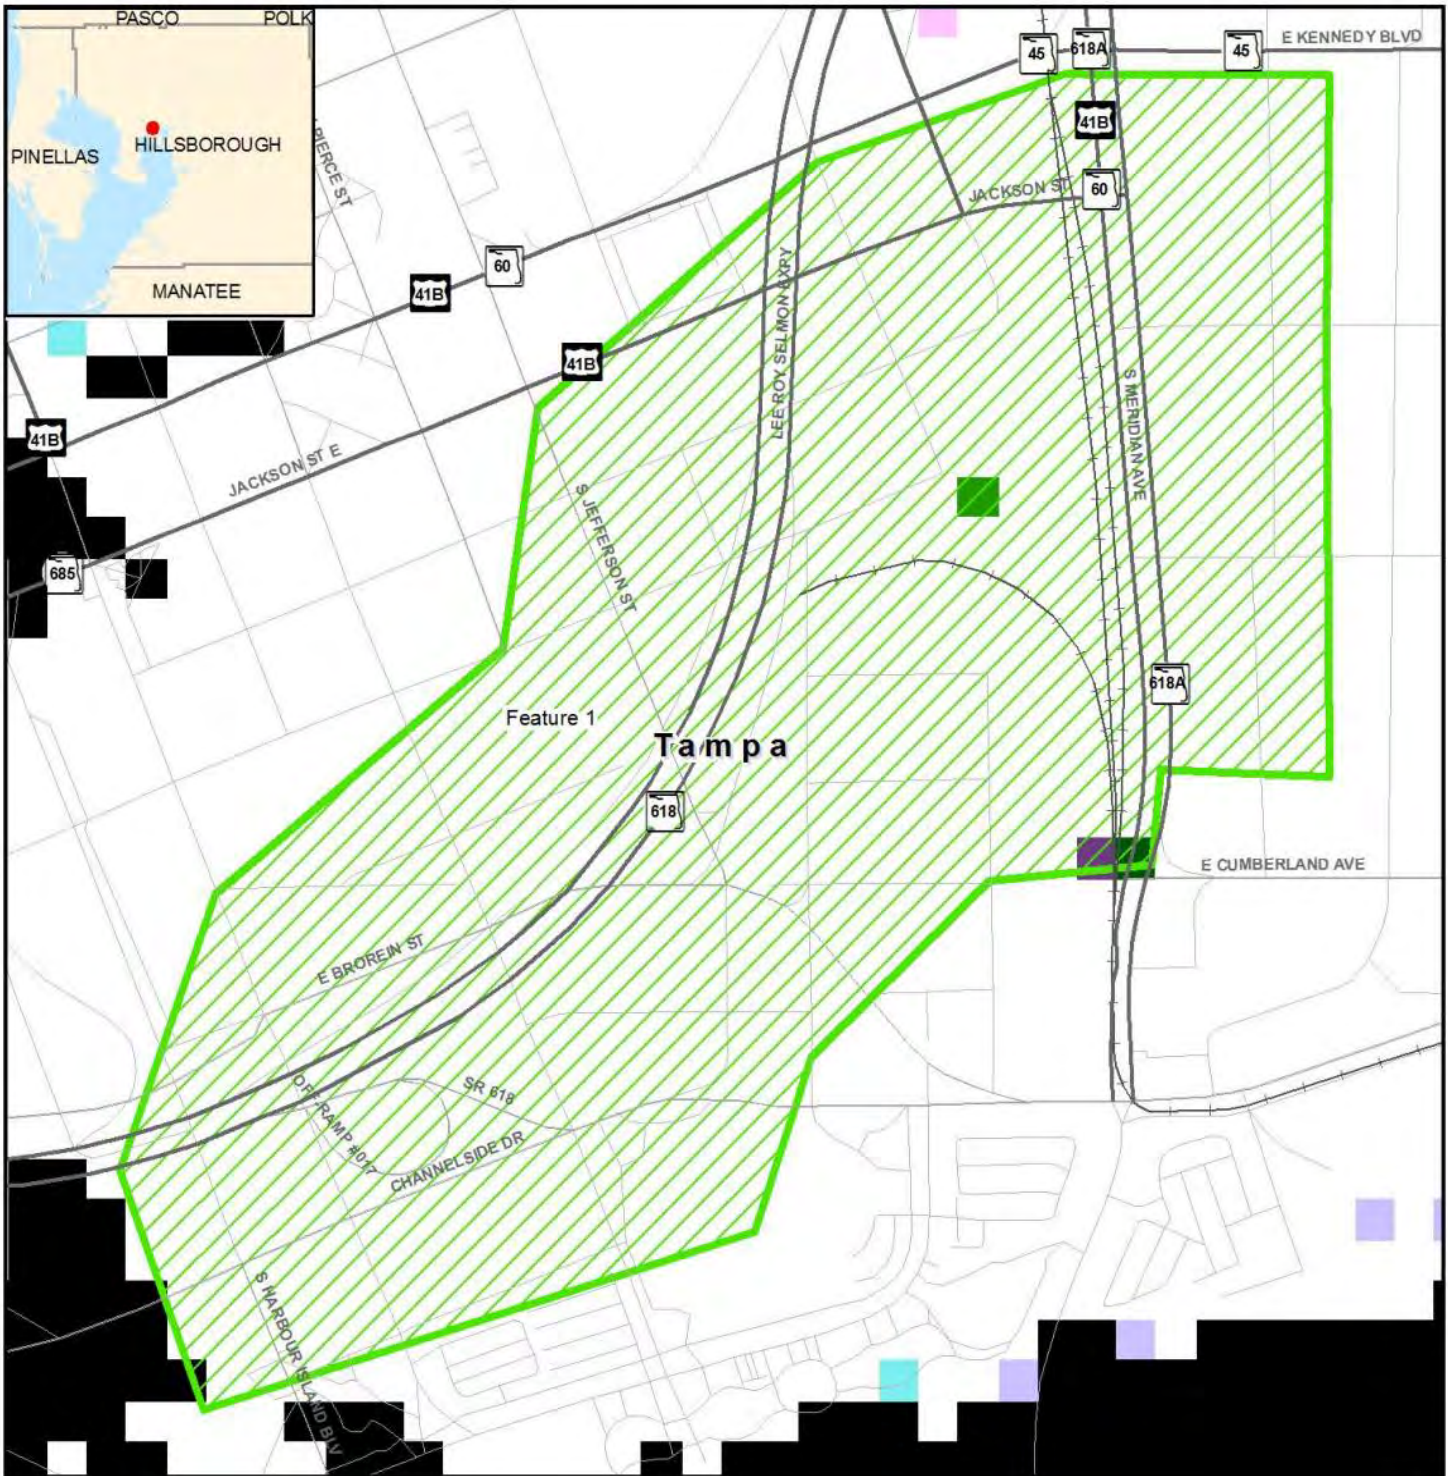 PASCO
POLK
HILLSBOROUGH
PINELLAS
MANATEE
PIERCE ST
45
618A
45
E KENNEDY BLVD
41B
60
JACKSON ST
60
41B
41B
41B
JACKSON ST E
685
LEE ROY SELMON EXPY
S MERIDIAN AVE
S JEFFERSON ST
618A
Feature 1
Tampa
618
E CUMBERLAND AVE
E BROREIN ST
SR 618
OFF-RAMP #017
CHANNELSIDE DR
S HARBOUR ISLAND BLV